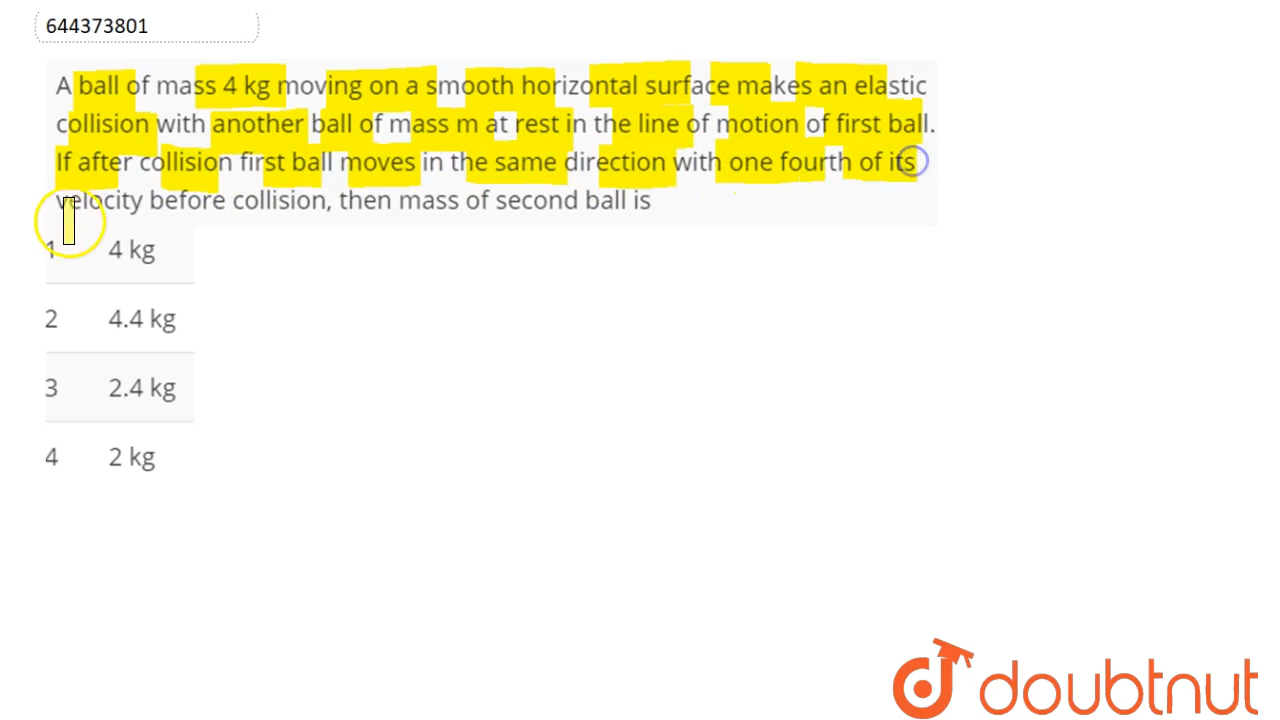 644373801
A ball of mass 4 kg moving on a smooth horizontal surface makes an elastic
collision with another ball of mass m at rest in the line of motion of first ball.
If after collision first ball moves in the same direction with one fourth of its
velocity before collision, then mass of second ball is
1 4 kg
2 4.4 kg
3 2.4 kg
4 2 kg
doubtnut